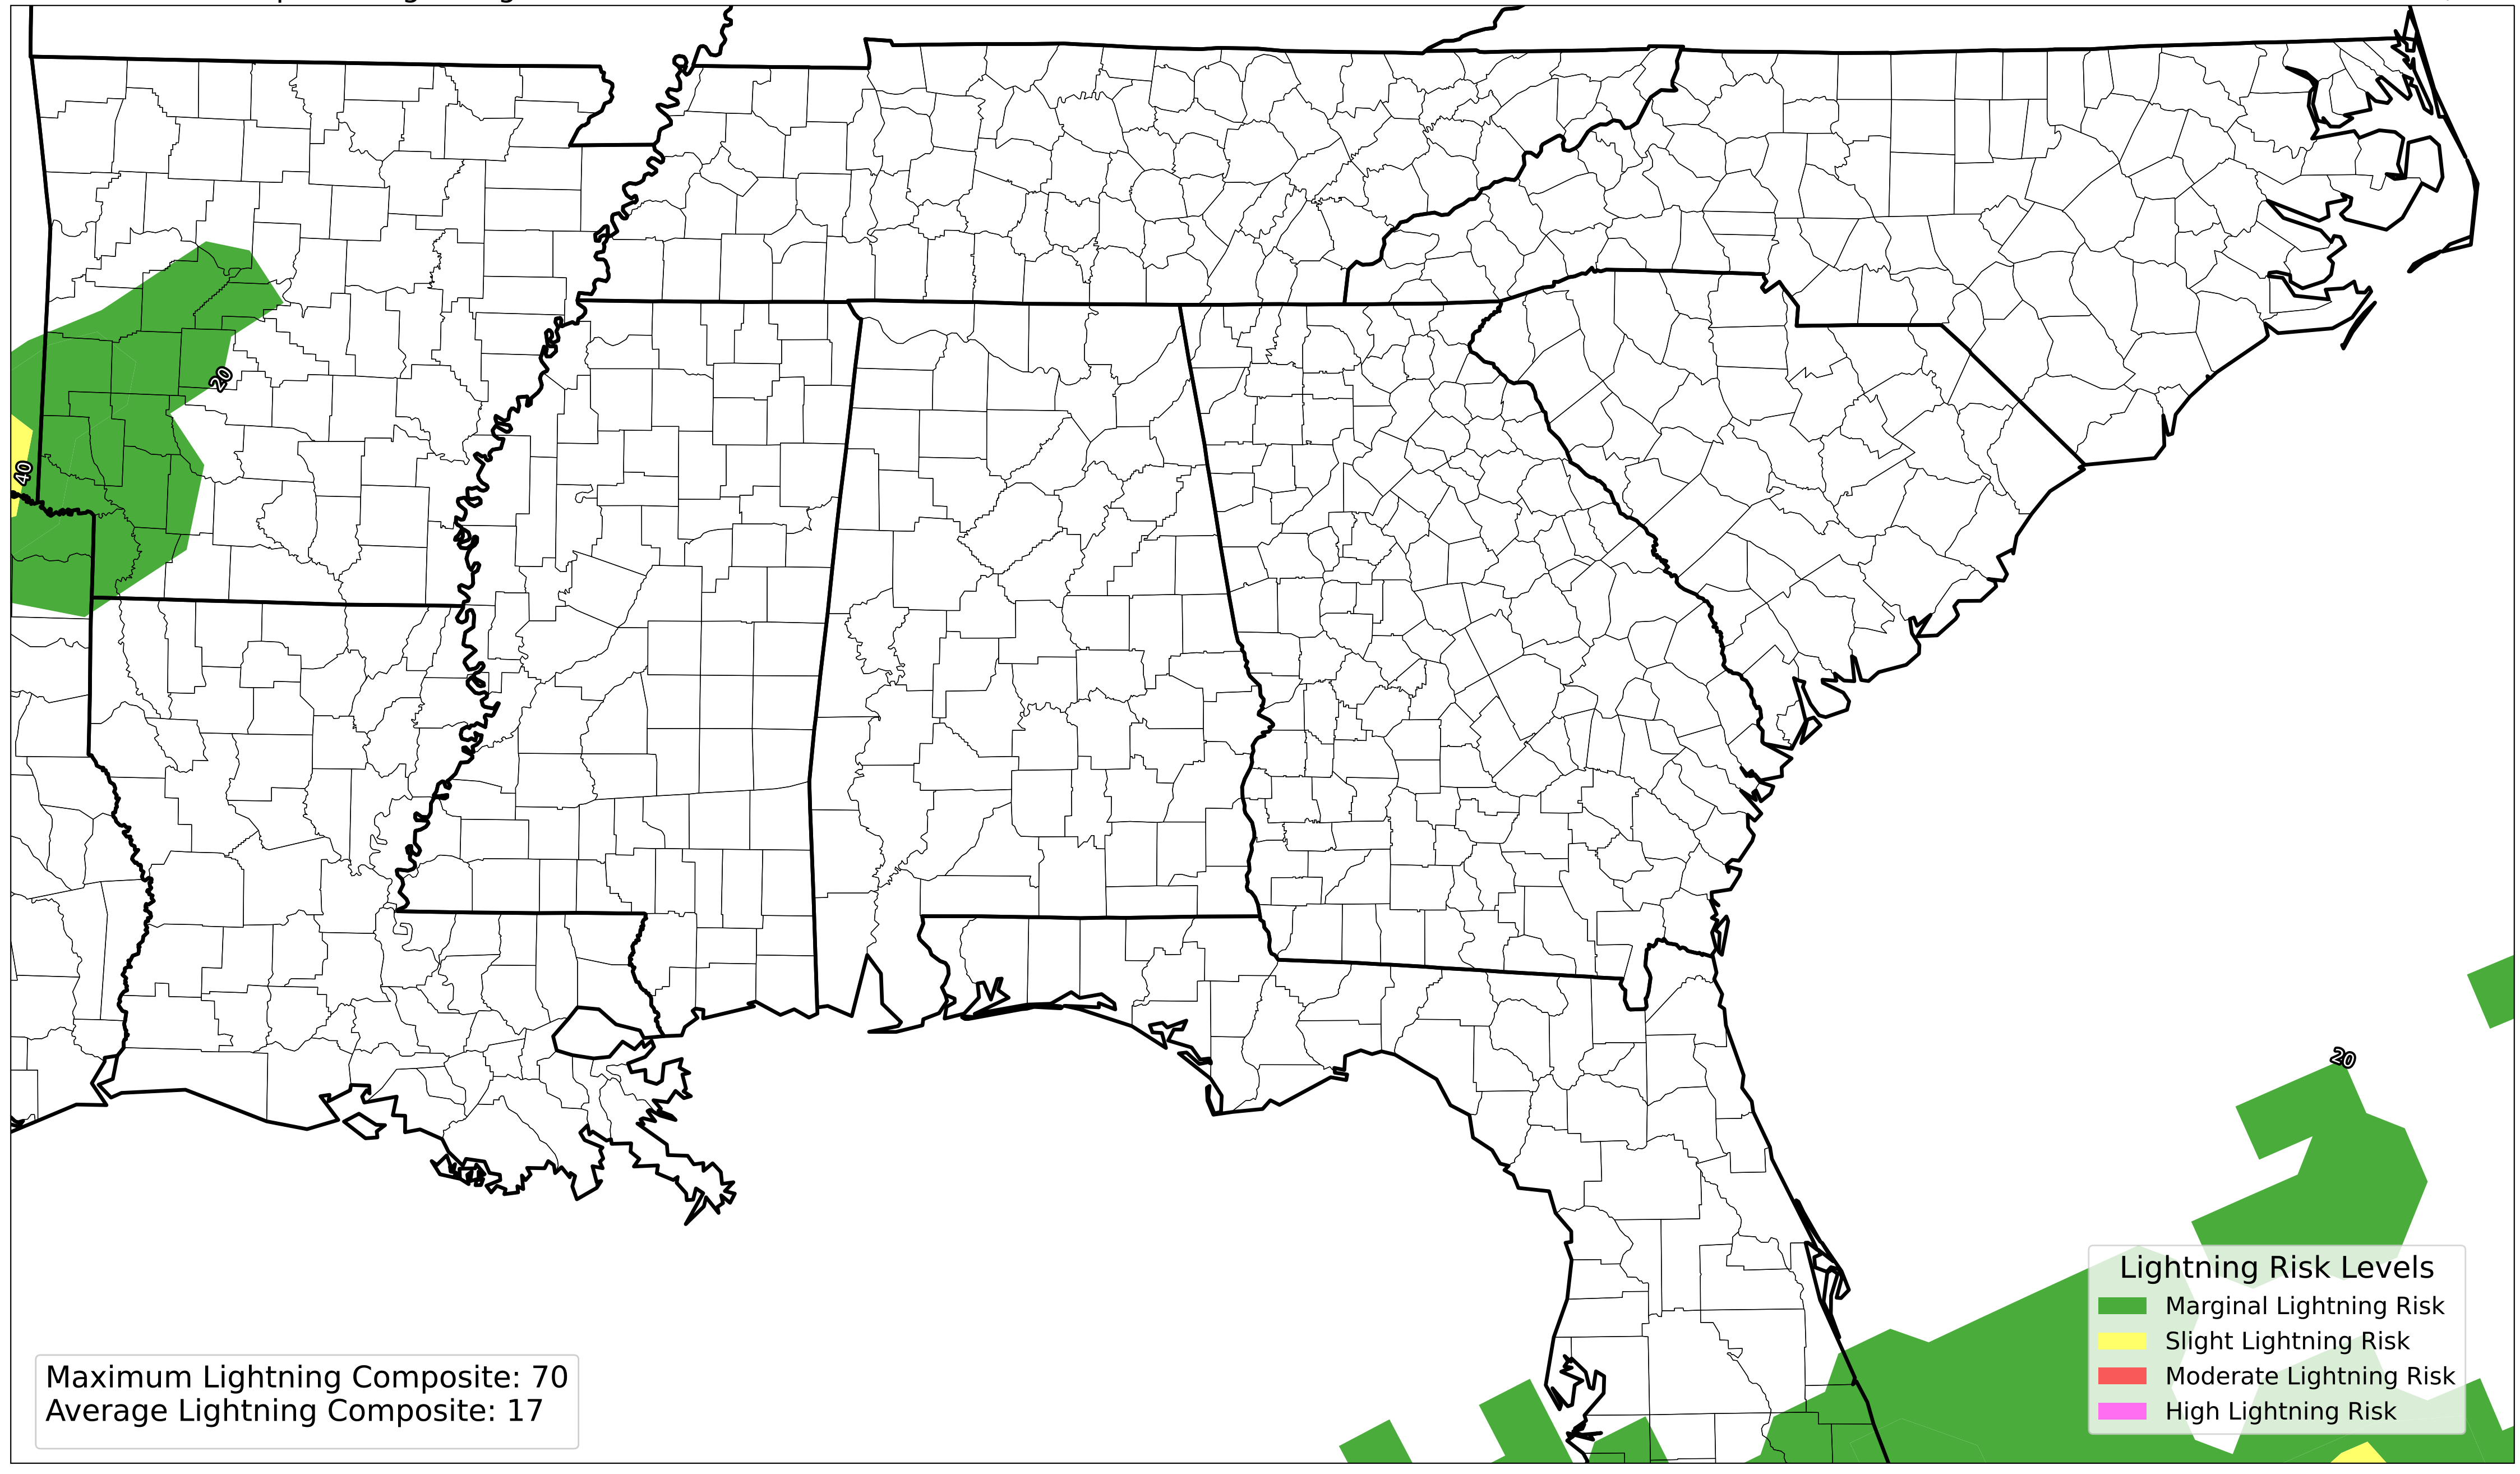 20
40
20
Lightning Risk Levels
Marginal Lightning Risk
Slight Lightning Risk
Moderate Lightning Risk
High Lightning Risk
Maximum Lightning Composite: 70
Average Lightning Composite: 17